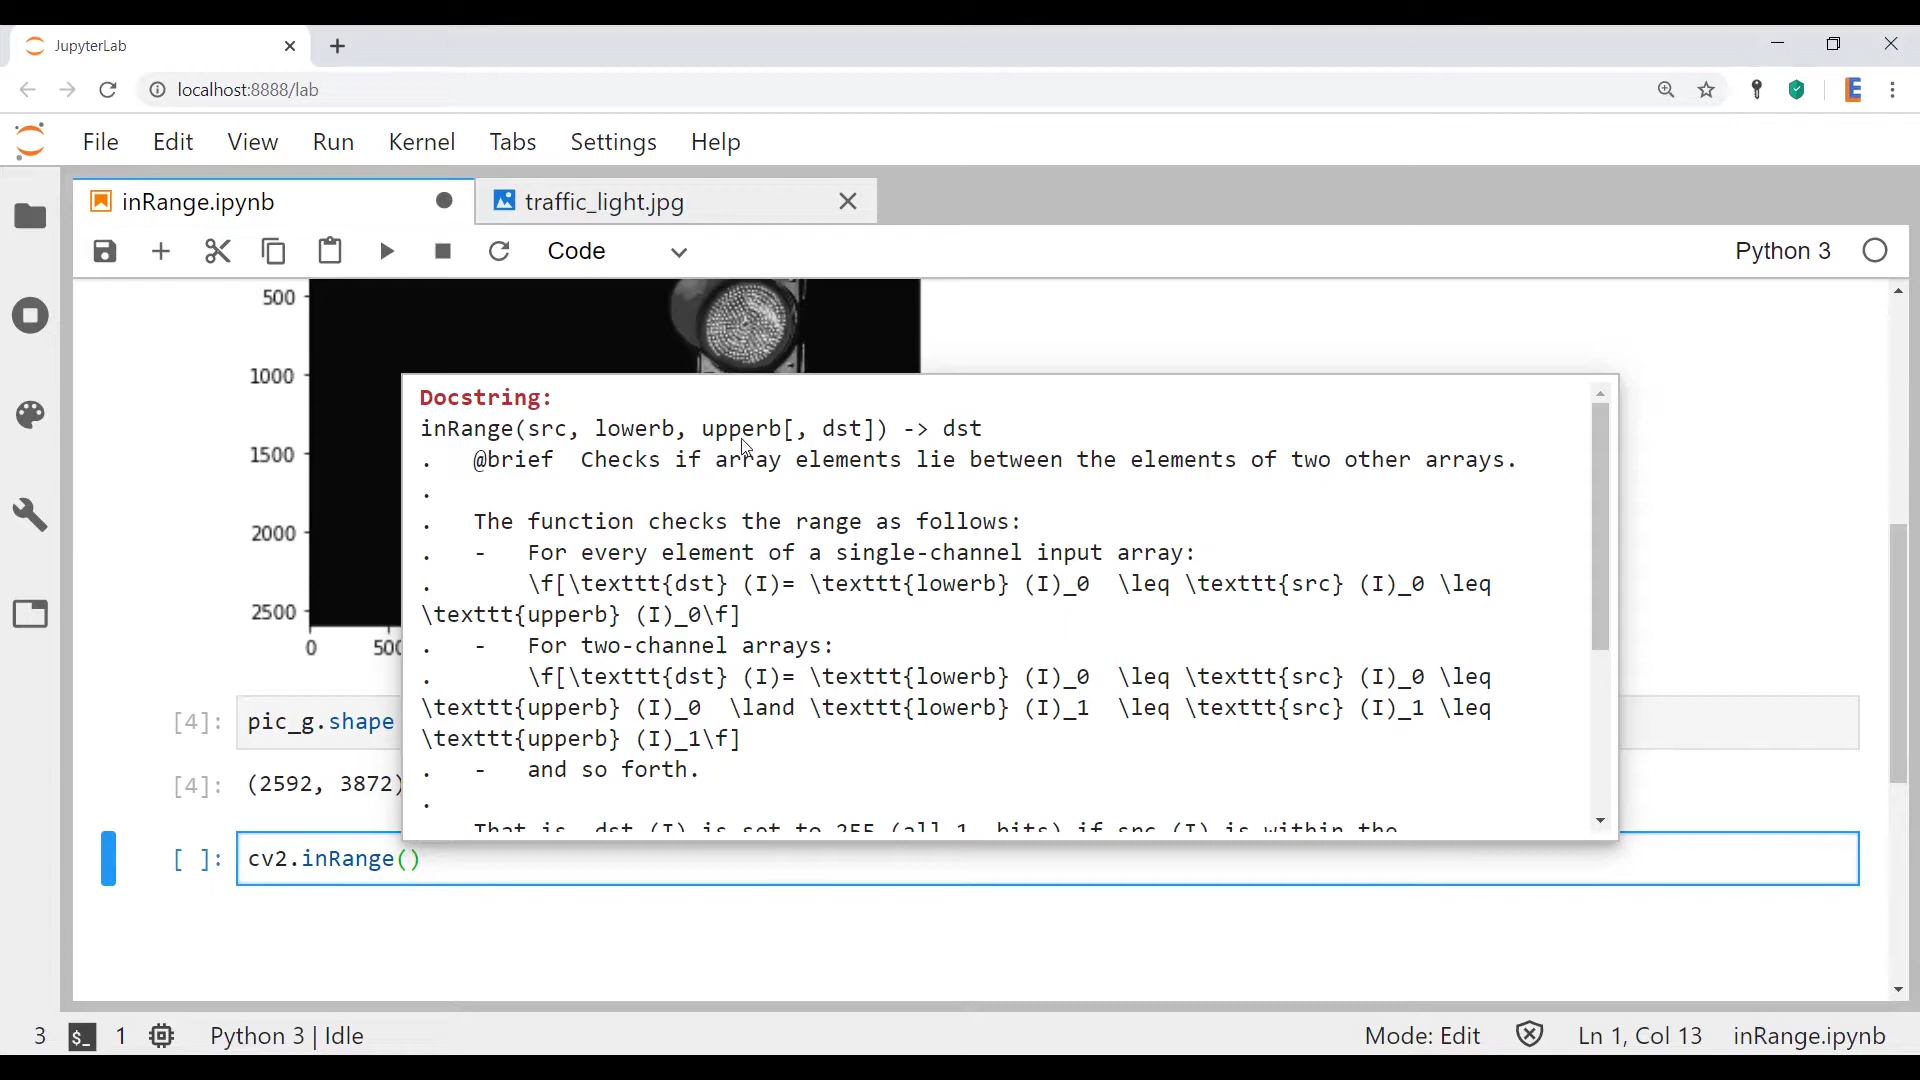 JupyterLab
localhost:8888/lab
File Edit View Run Kernel Tabs Settings Help
inRange.ipynb
traffic_light.jpg
Code
Python 3
500
1000
1500
2000
2500
0
500
Docstring:
inRange(src, lowerb, upperb[, dst]) -> dst
.   @brief  Checks if array elements lie between the elements of two other arrays.
.
.   The function checks the range as follows:
.   -   For every element of a single-channel input array:
.       \f[\texttt{dst} (I)= \texttt{lowerb} (I)_0  \leq \texttt{src} (I)_0 \leq
\texttt{upperb} (I)_0\f]
.   -   For two-channel arrays:
.       \f[\texttt{dst} (I)= \texttt{lowerb} (I)_0  \leq \texttt{src} (I)_0 \leq
\texttt{upperb} (I)_0  \land \texttt{lowerb} (I)_1  \leq \texttt{src} (I)_1 \leq
\texttt{upperb} (I)_1\f]
.   -   and so forth.
.
That is, dst (I) is set to 255 (all 1 -bits) if src (I) is within the
[4]: pic_g.shape
[4]: (2592, 3872)
[ ]: cv2.inRange()
3 $_ 1 Python 3 | Idle
Mode: Edit Ln 1, Col 13 inRange.ipynb